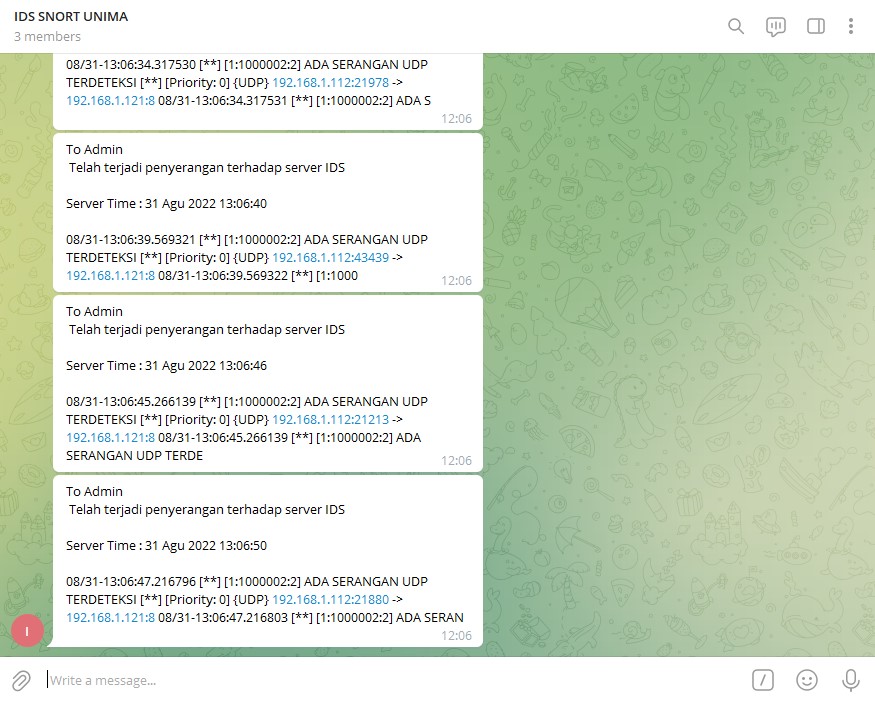 IDS SNORT UNIMA
3 members
08/31-13:06:34.317530 [**] [1:1000002:2] ADA SERANGAN UDP
TERDETEKSI [**] [Priority: 0] {UDP} 192.168.1.112:21978 ->
192.168.1.121:8 08/31-13:06:34.317531 [**] [1:1000002:2] ADA S
12:06
To Admin
Telah terjadi penyerangan terhadap server IDS
Server Time : 31 Agu 2022 13:06:40
08/31-13:06:39.569321 [**] [1:1000002:2] ADA SERANGAN UDP
TERDETEKSI [**] [Priority: 0] {UDP} 192.168.1.112:43439 ->
192.168.1.121:8 08/31-13:06:39.569322 [**] [1:1000
12:06
To Admin
Telah terjadi penyerangan terhadap server IDS
Server Time : 31 Agu 2022 13:06:46
08/31-13:06:45.266139 [**] [1:1000002:2] ADA SERANGAN UDP
TERDETEKSI [**] [Priority: 0] {UDP} 192.168.1.112:21213 ->
192.168.1.121:8 08/31-13:06:45.266139 [**] [1:1000002:2] ADA
SERANGAN UDP TERDE
12:06
To Admin
Telah terjadi penyerangan terhadap server IDS
Server Time : 31 Agu 2022 13:06:50
08/31-13:06:47.216796 [**] [1:1000002:2] ADA SERANGAN UDP
TERDETEKSI [**] [Priority: 0] {UDP} 192.168.1.112:21880 ->
192.168.1.121:8 08/31-13:06:47.216803 [**] [1:1000002:2] ADA SERAN
12:06
I
Write a message...